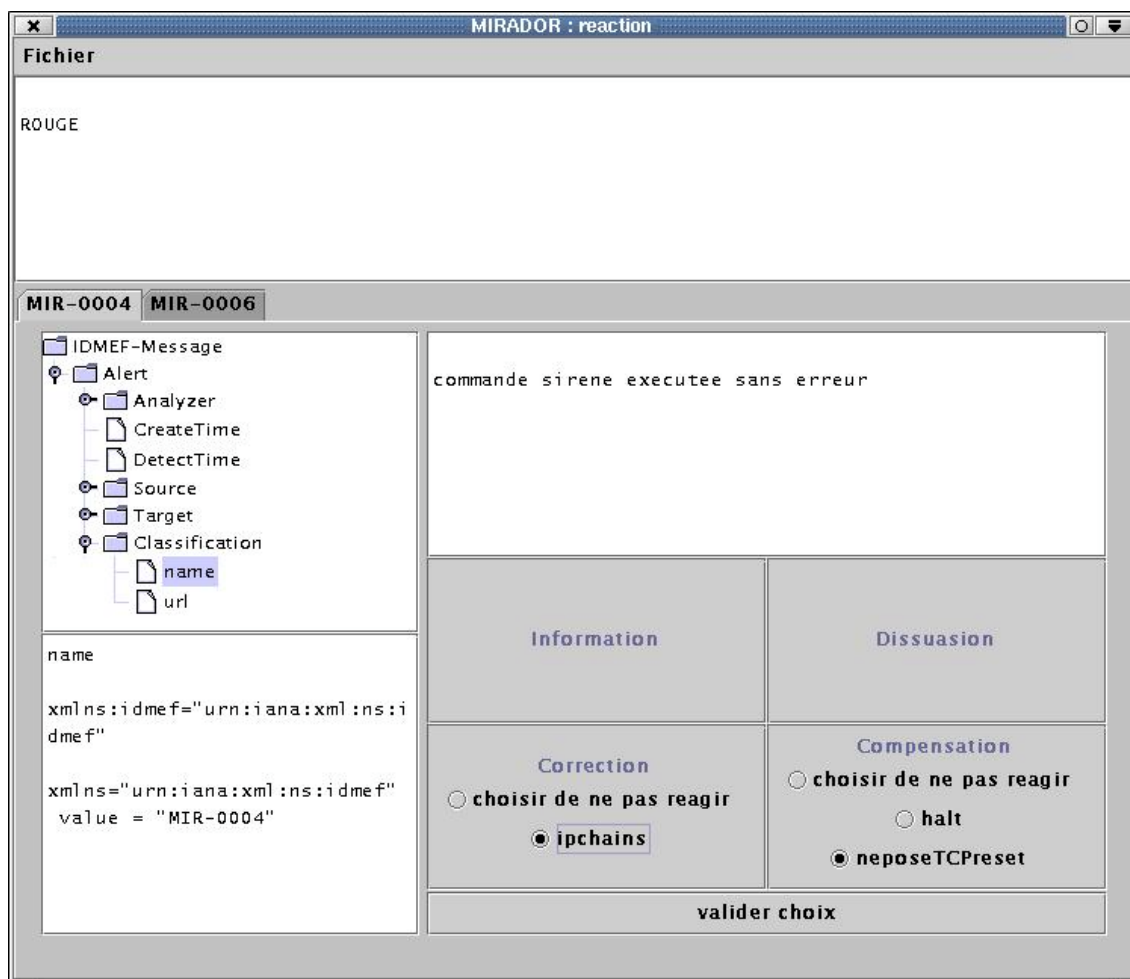 MIRADOR : reaction
Fichier
ROUGE
MIR-0004 MIR-0006
IDMEF-Message
Alert
Analyzer
CreateTime
DetectTime
Source
Target
Classification
name
url
name
xmlns:idmef="urn:iana:xml:ns:i
dmef"
xmlns="urn:iana:xml:ns:idmef"
value = "MIR-0004"
commande sirene executee sans erreur
Information
Dissuasion
Correction
choisir de ne pas reagir
ipchains
Compensation
choisir de ne pas reagir
halt
neposeTCPreset
valider choix